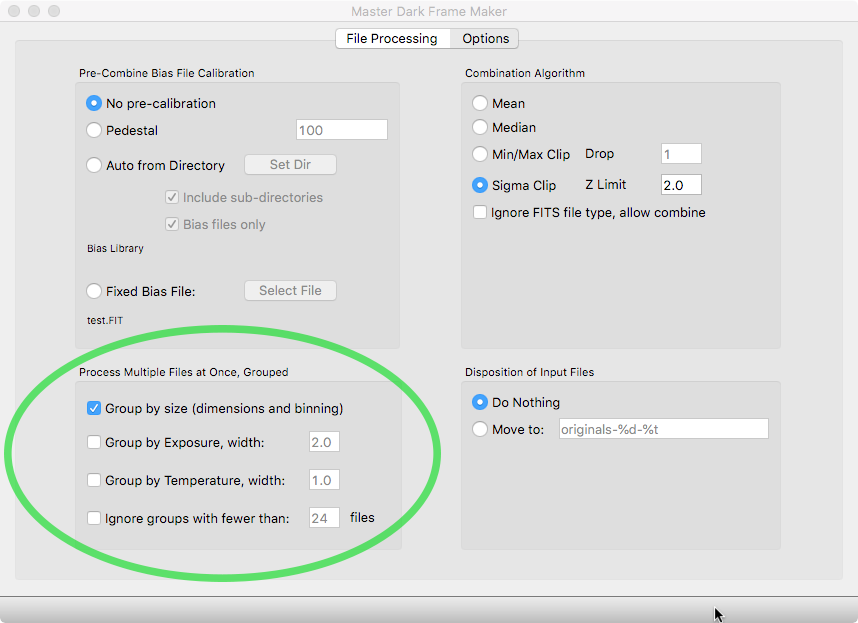 Master Dark Frame Maker
File Processing
Options
Pre-Combine Bias File Calibration
No pre-calibration
Pedestal
100
Auto from Directory
Set Dir
Include sub-directories
Bias files only
Bias Library
Fixed Bias File:
Select File
test.FIT
Combination Algorithm
Mean
Median
Min/Max Clip Drop 1
Sigma Clip Z Limit 2.0
Ignore FITS file type, allow combine
Process Multiple Files at Once, Grouped
Group by size (dimensions and binning)
Group by Exposure, width: 2.0
Group by Temperature, width: 1.0
Ignore groups with fewer than: 24 files
Disposition of Input Files
Do Nothing
Move to: originals-%d-%t